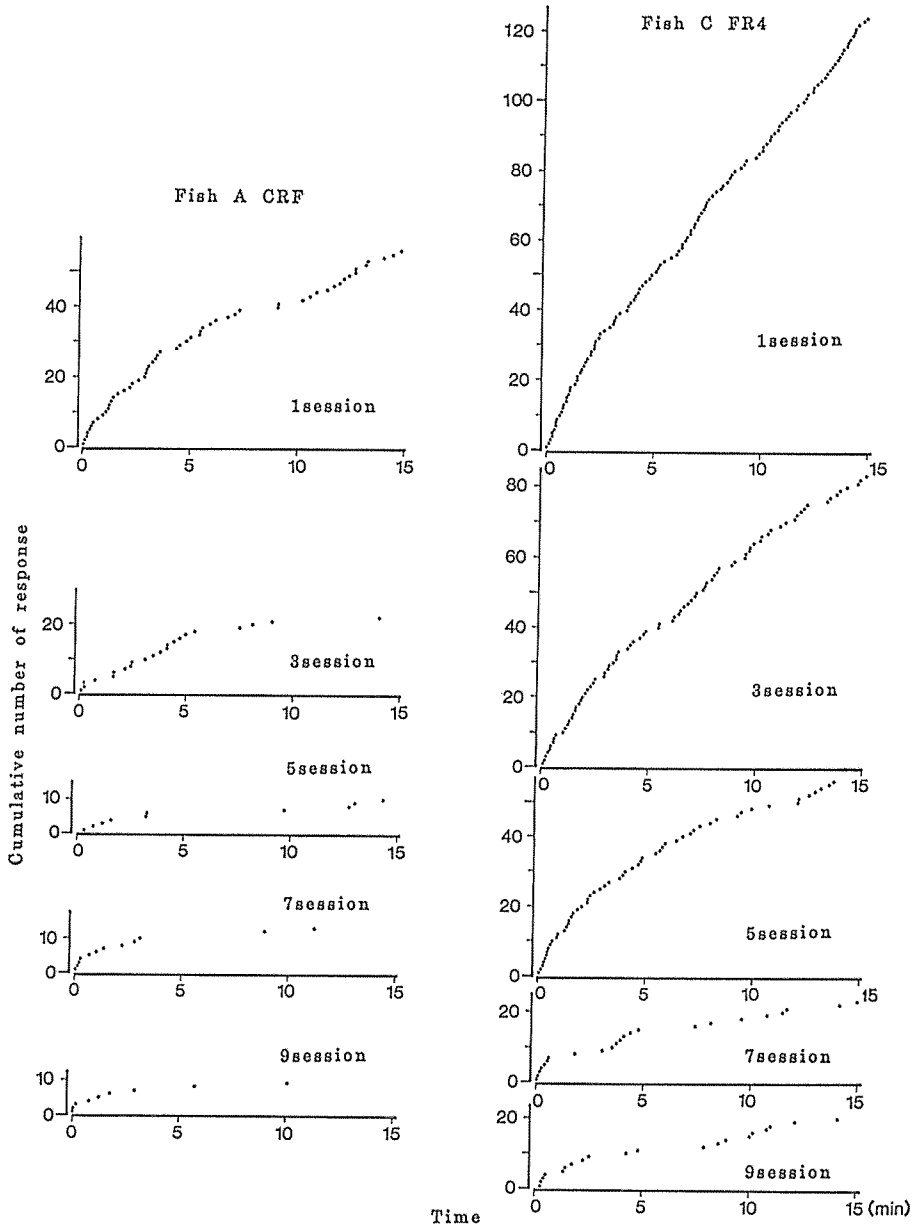 Fish A CRF
40
20
0
0 5 10 15
1session
20
0
0 5 10 15
3session
10
0
0 5 10 15
5session
10
0
0 5 10 15
7session
10
0
0 5 10 15
9session
Fish C FR4
120
100
80
60
40
20
0
0 5 10 15
1session
80
60
40
20
0
0 5 10 15
3session
40
20
0
0 5 10 15
5session
20
0
0 5 10 15
7session
20
0
0 5 10 15 (min)
9session
Cumulative number of response
Time